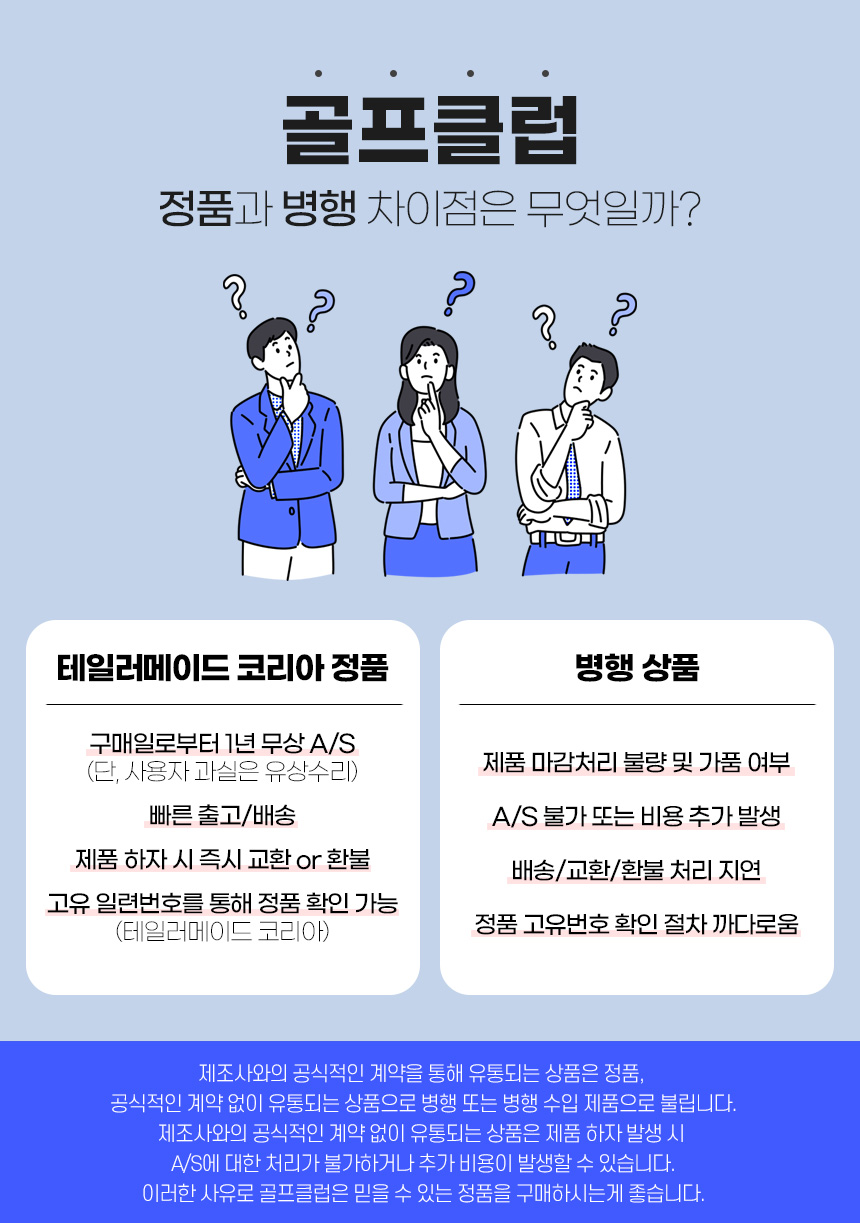 골프클럽
정품과 병행 차이점은 무엇일까?
?
?
?
?
?
테일러메이드 코리아 정품
구매일로부터 1년 무상 A/S
(단, 사용자 과실은 유상수리)
빠른 출고/배송
제품 하자 시 즉시 교환 or 환불
고유 일련번호를 통해 정품 확인 가능
(테일러메이드 코리아)
병행 상품
제품 마감처리 불량 및 가품 여부
A/S 불가 또는 비용 추가 발생
배송/교환/환불 처리 지연
정품 고유번호 확인 절차 까다로움
제조사와의 공식적인 계약을 통해 유통되는 상품은 정품,
공식적인 계약 없이 유통되는 상품으로 병행 또는 병행 수입 제품으로 불립니다.
제조사와의 공식적인 계약 없이 유통되는 상품은 제품 하자 발생 시
A/S에 대한 처리가 불가하거나 추가 비용이 발생할 수 있습니다.
이러한 사유로 골프클럽은 믿을 수 있는 정품을 구매하시는게 좋습니다.